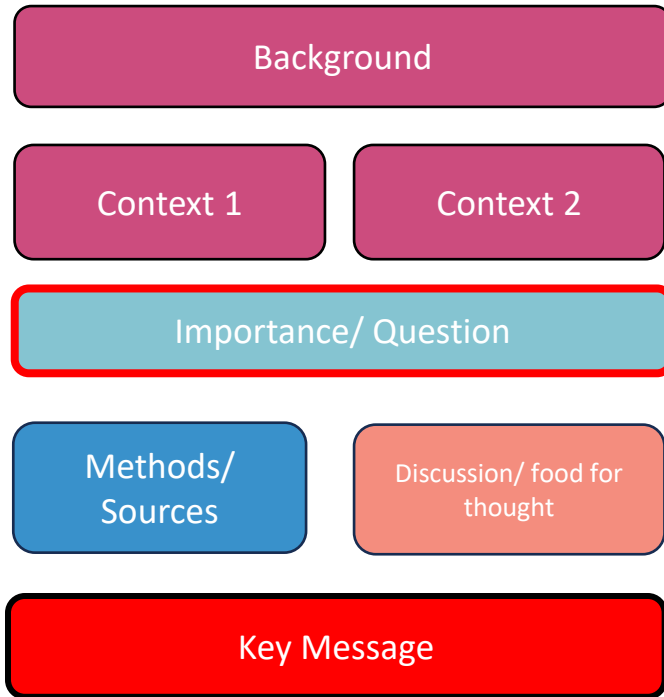 Background
Context 1
Context 2
Importance/ Question
Methods/
Sources
Discussion/ food for
thought
Key Message